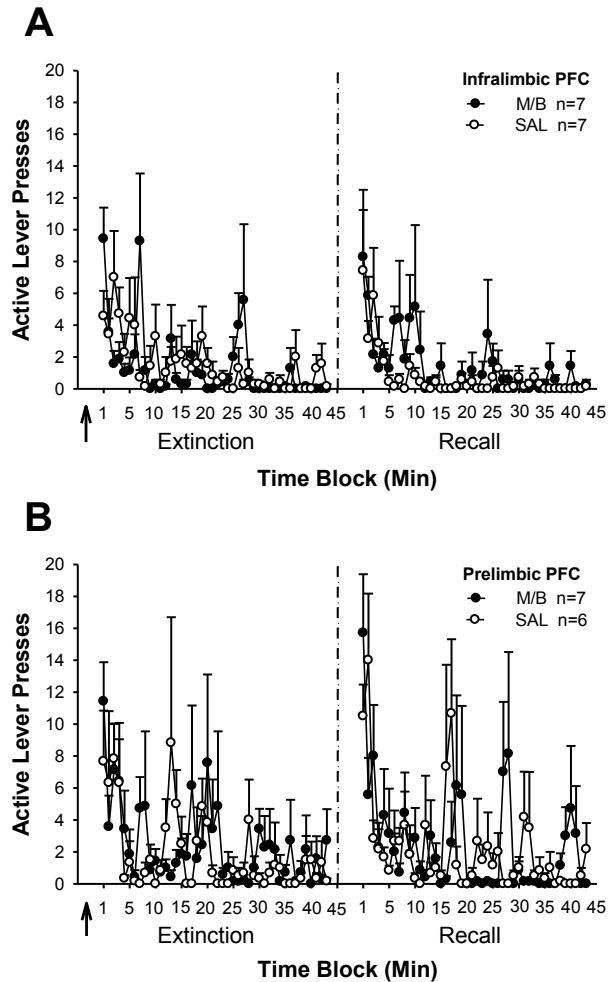 A
Active Lever Presses
20
18
16
14
12
10
8
6
4
2
0
Infralimbic PFC
M/B n=7
SAL n=7
1 5 10 15 20 25 30 35 40 45 1 5 10 15 20 25 30 35 40 45
Extinction Recall
Time Block (Min)
B
Active Lever Presses
20
18
16
14
12
10
8
6
4
2
0
Prelimbic PFC
M/B n=7
SAL n=6
1 5 10 15 20 25 30 35 40 45 1 5 10 15 20 25 30 35 40 45
Extinction Recall
Time Block (Min)